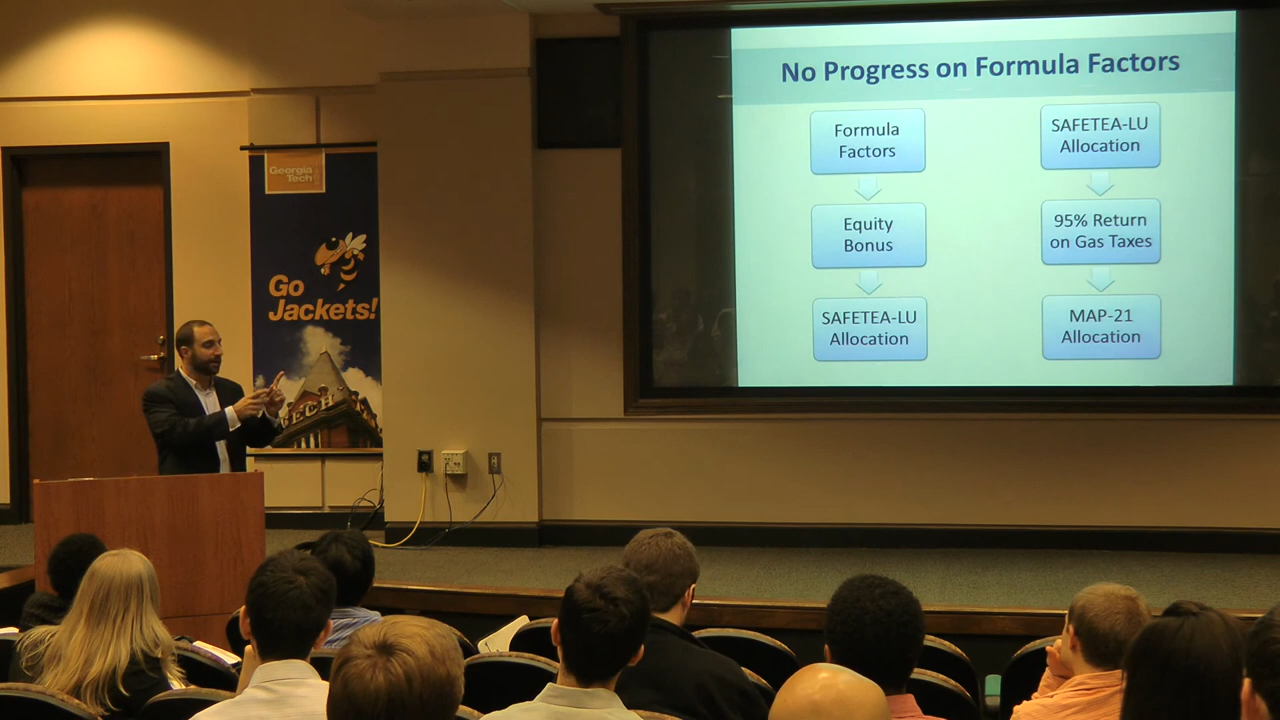 No Progress on Formula Factors
Formula
Factors
Equity
Bonus
SAFETEA-LU
Allocation
SAFETEA-LU
Allocation
95% Return
on Gas Taxes
MAP-21
Allocation
Georgia
Tech
Go
Jackets!
TECH